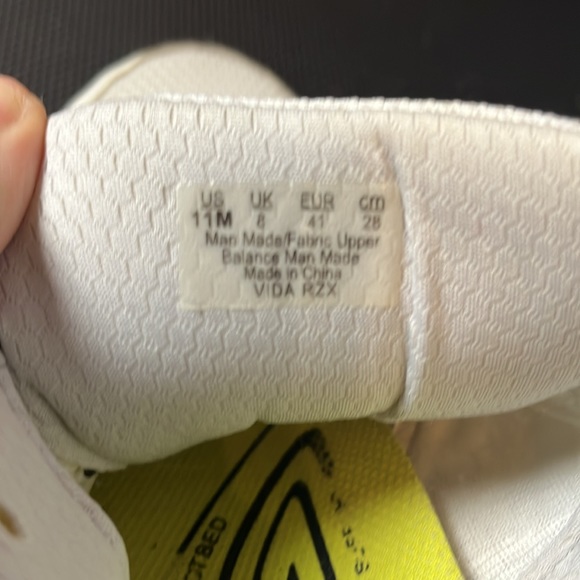 US UK EUR cm
11M 8 41 28
Man Made/Fabric Upper
Balance Man Made
Made in China
VIDA RZX
OTBED